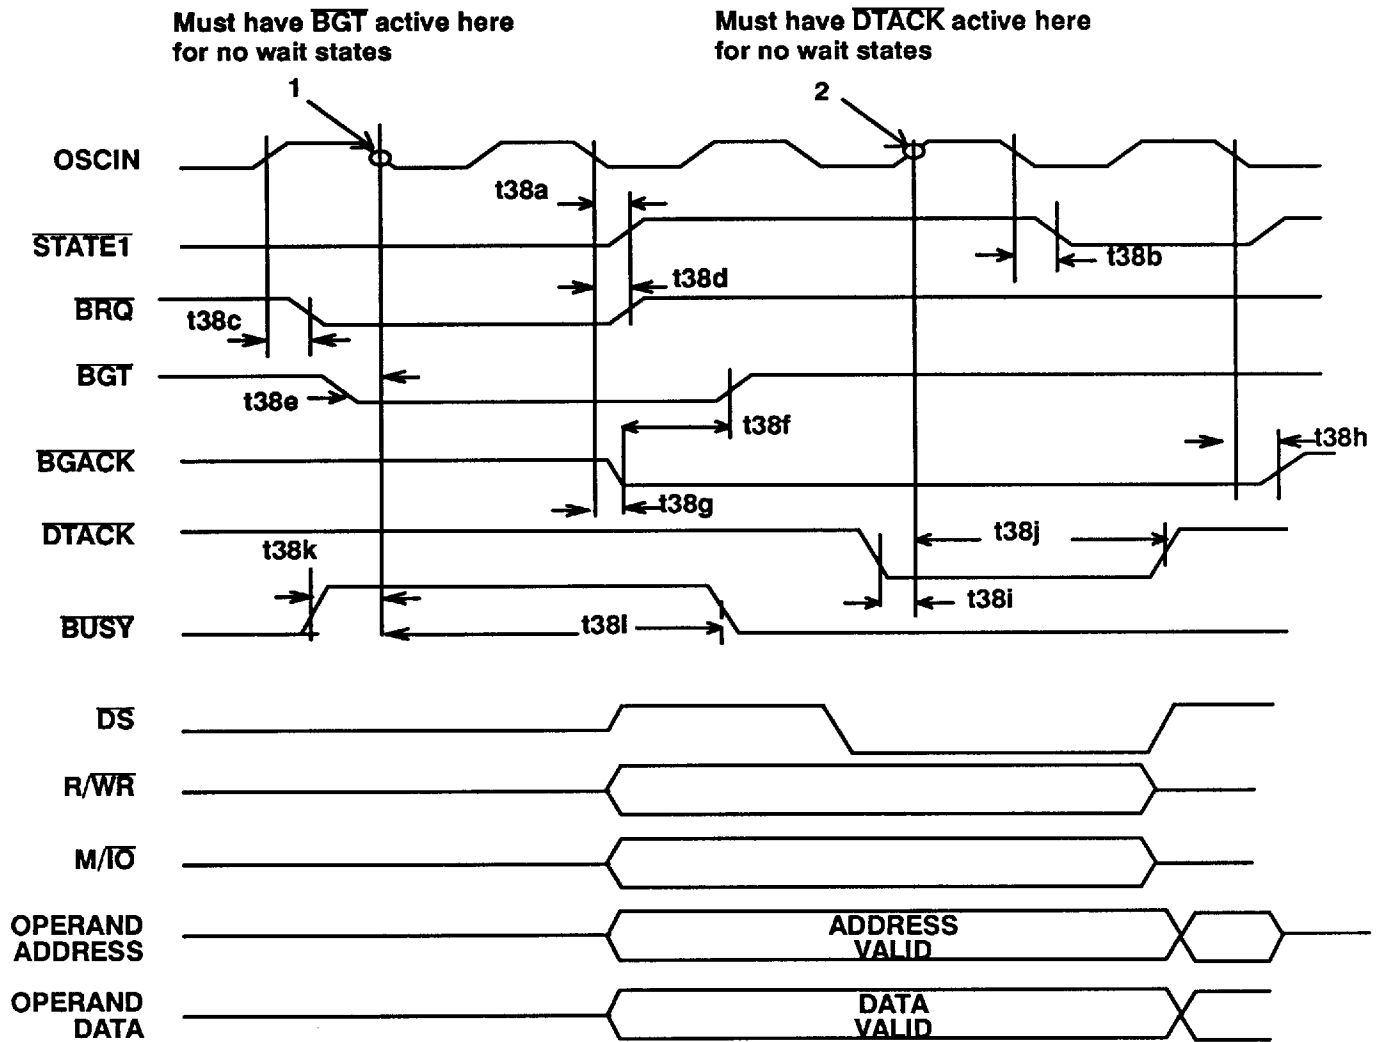 Must have BGT active here
for no wait states
Must have DTACK active here
for no wait states
1
2
OSCIN
t38a
STATE1
t38b
t38d
BRQ
t38c
BGT
t38e
t38f
t38h
BGACK
t38g
DTACK
t38j
t38k
t38i
BUSY
t38l
DS
R/WR
M/IO
OPERAND
ADDRESS
ADDRESS
VALID
OPERAND
DATA
DATA
VALID